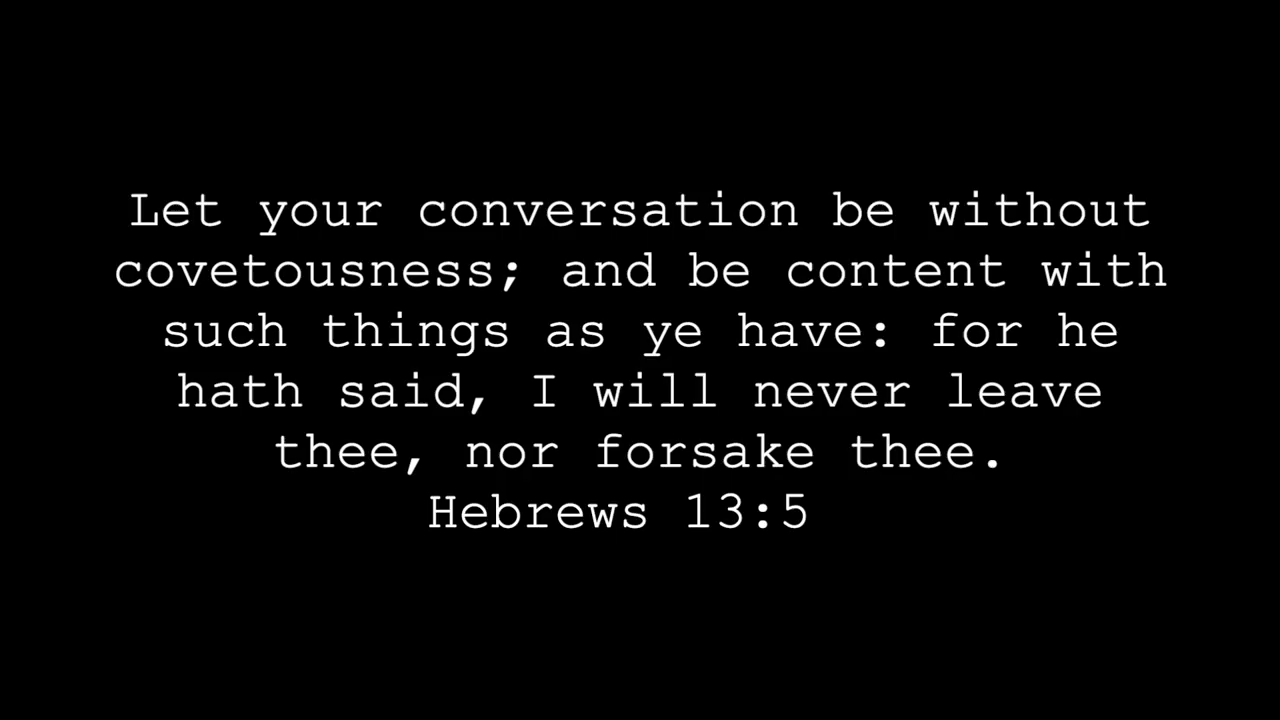 Let your conversation be without
covetousness; and be content with
such things as ye have: for he
hath said, I will never leave
thee, nor forsake thee.
Hebrews 13:5